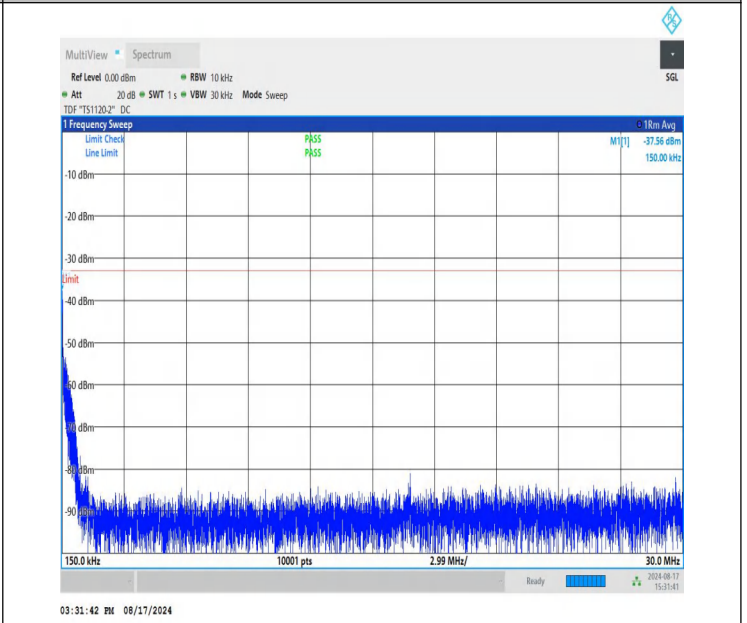 R S
MultiView Spectrum
Ref Level 0.00 dBm RBW 10 kHz SGL
Att 20 dB SWT 1 s VBW 30 kHz Mode Sweep
TDF "TS1120-2" DC
1 Frequency Sweep 1Rm Avg
Limit Check PASS M1[1] -37.56 dBm
Line Limit PASS 150.00 kHz
-10 dBm
-20 dBm
-30 dBm
Limit
-40 dBm
-50 dBm
-60 dBm
-70 dBm
-80 dBm
-90 dBm
150.0 kHz 10001 pts 2.99 MHz/ 30.0 MHz
Ready 2024-08-17
15:31:41
03:31:42 PM 08/17/2024